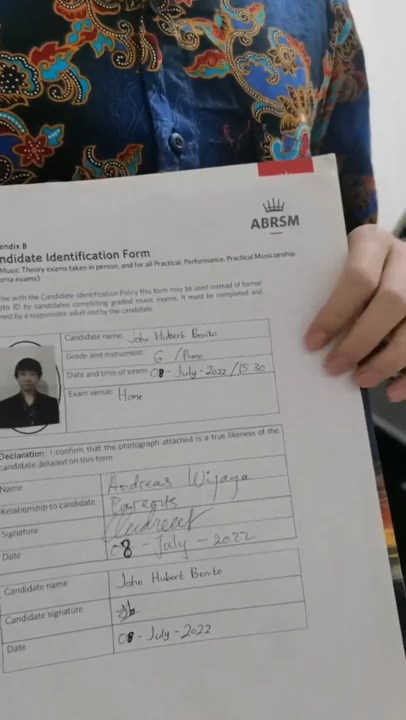 ABRSM
endix B
ndidate Identification Form
Music Theory exams taken in person, and for all Practical, Performance, Practical Musicianship,
oma exams)
line with the Candidate Identification Policy this form may be used instead of formal
oto ID by candidates completing graded music exams. It must be completed and
ned by a responsible adult and by the candidate.
Candidate name: John Hubert Benito
Grade and instrument: 6 / Piano
Date and time of exam: 08 - July - 2022 / 15 30
Exam venue: Home
Declaration: I confirm that the photograph attached is a true likeness of the
candidate detailed on this form
Name Andreas Wijaya
Relationship to candidate Parents
Signature
Date 08 - July - 2022
Candidate name John Hubert Benito
Candidate signature
Date 08 - July - 2022